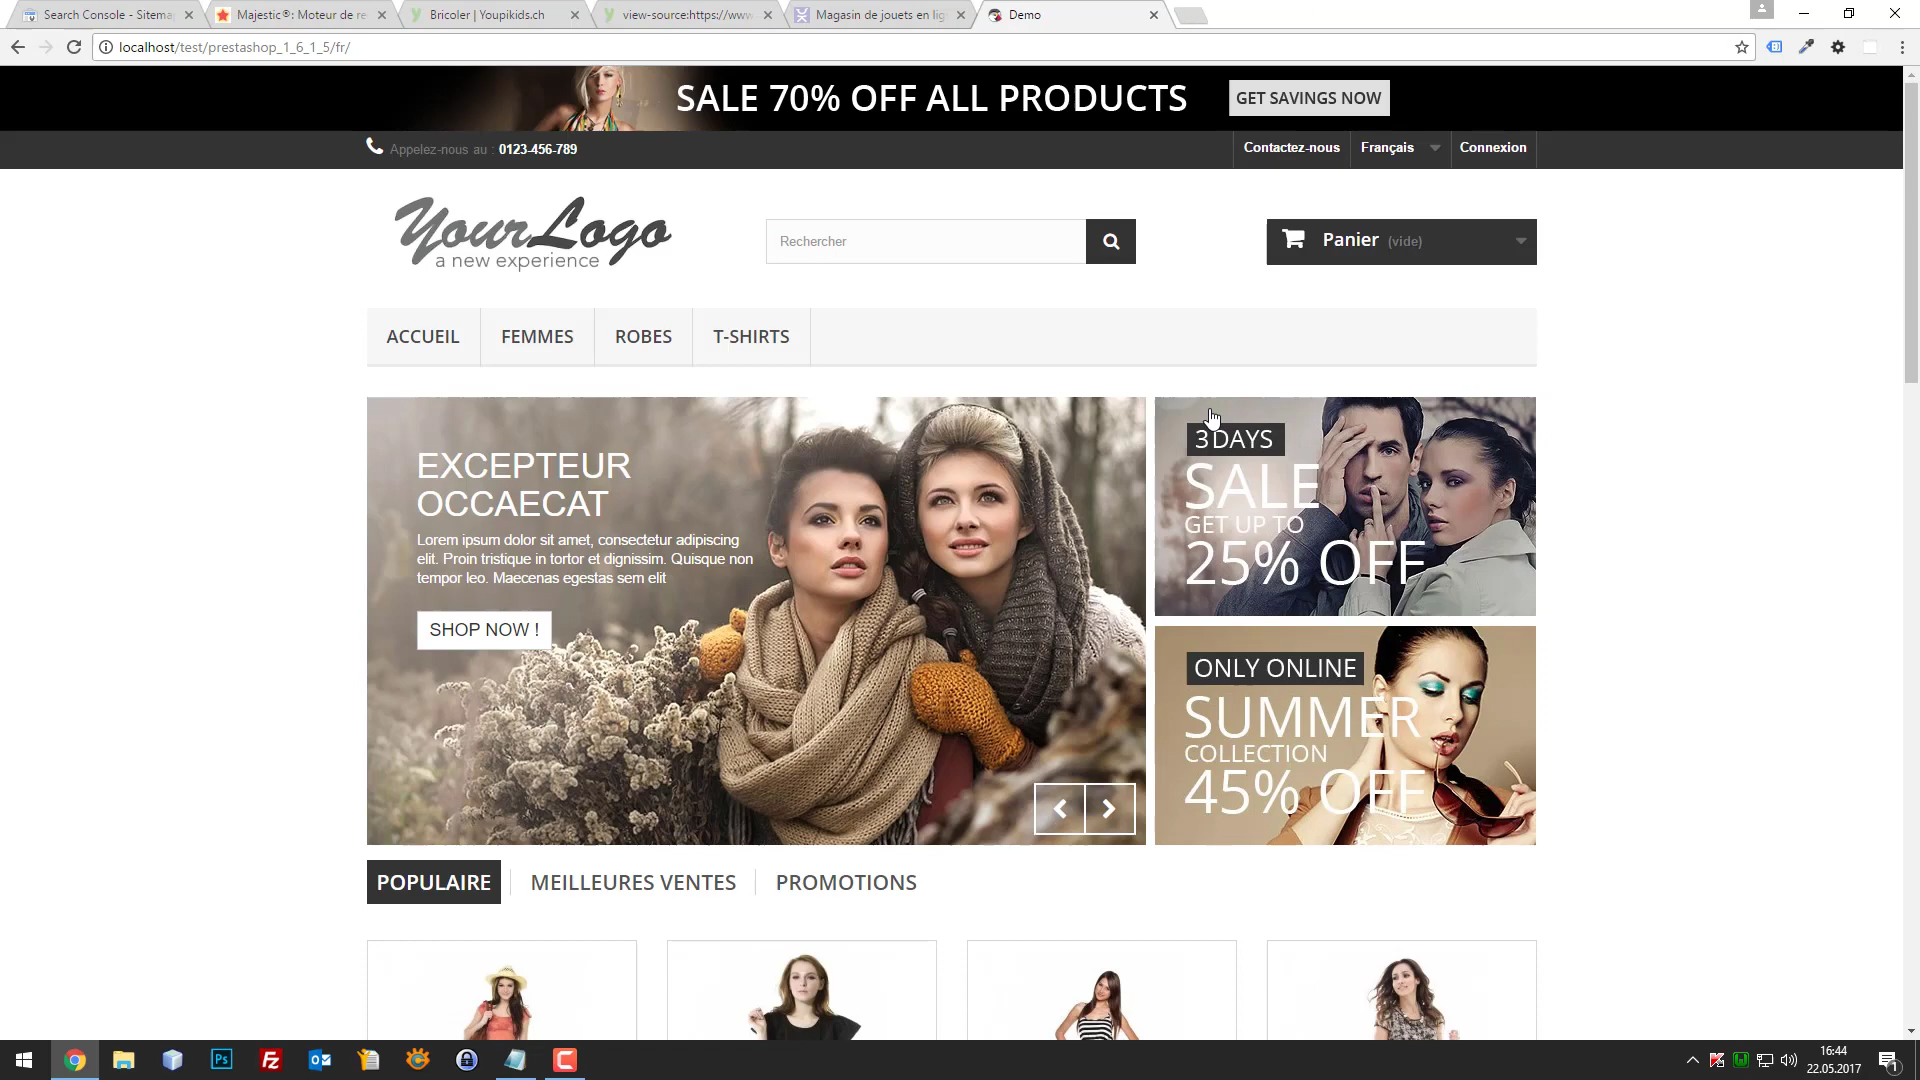 Search Console - Sitema
Majestic®: Moteur de re
Bricoler | Youpikids.ch
view-source:https://www
Magasin de jouets en lig
Demo
localhost/test/prestashop_1_6_1_5/fr/
SALE 70% OFF ALL PRODUCTS
GET SAVINGS NOW
Appelez-nous au : 0123-456-789
Contactez-nous
Français
Connexion
YourLogo
a new experience
Rechercher
Panier (vide)
ACCUEIL
FEMMES
ROBES
T-SHIRTS
EXCEPTEUR
OCCAECAT
Lorem ipsum dolor sit amet, consectetur adipiscing
elit. Proin tristique in tortor et dignissim. Quisque non
tempor leo. Maecenas egestas sem elit
SHOP NOW !
3 DAYS
SALE
GET UP TO
25% OFF
ONLY ONLINE
SUMMER
COLLECTION
45% OFF
POPULAIRE
MEILLEURES VENTES
PROMOTIONS
Ps
Fz
16:44
22.05.2017
1